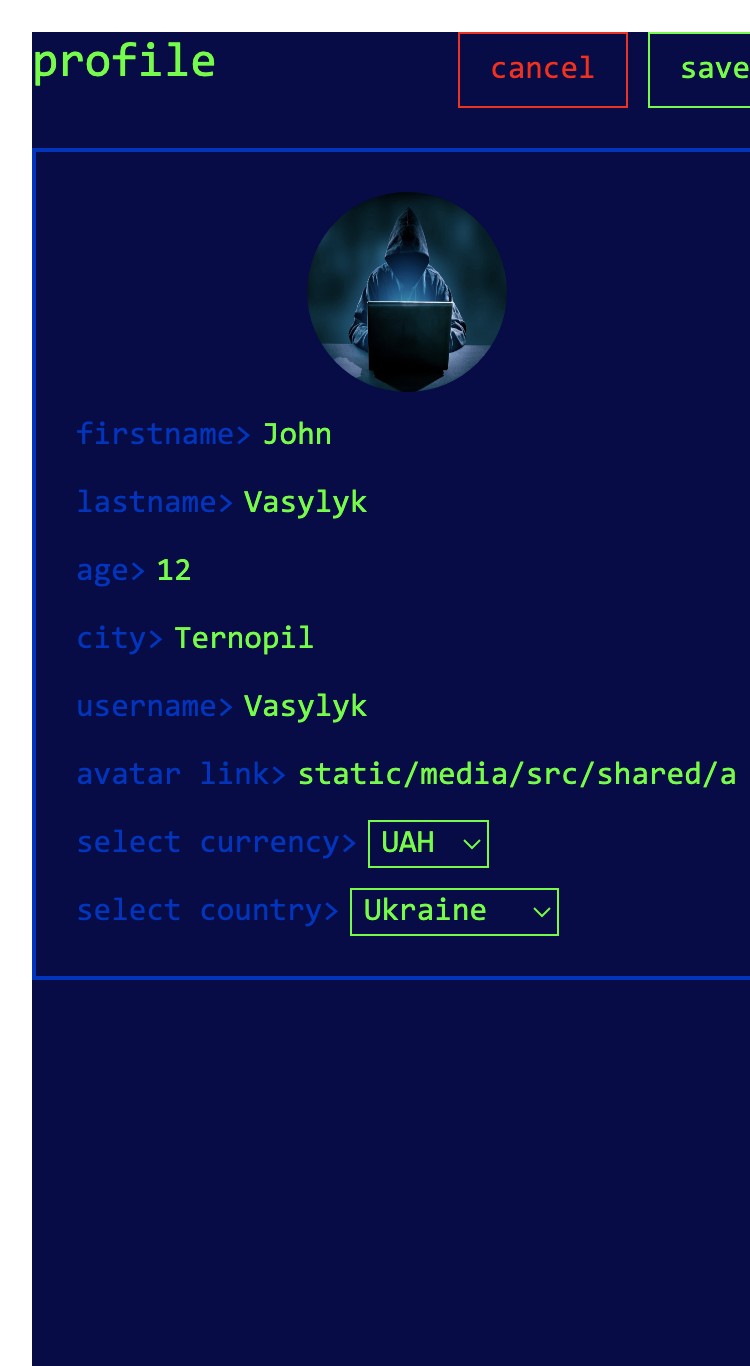 profile
cancel
save
firstname> John
lastname> Vasylyk
age> 12
city> Ternopil
username> Vasylyk
avatar link> static/media/src/shared/a
select currency> UAH
select country> Ukraine